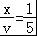 x/v = 1/5